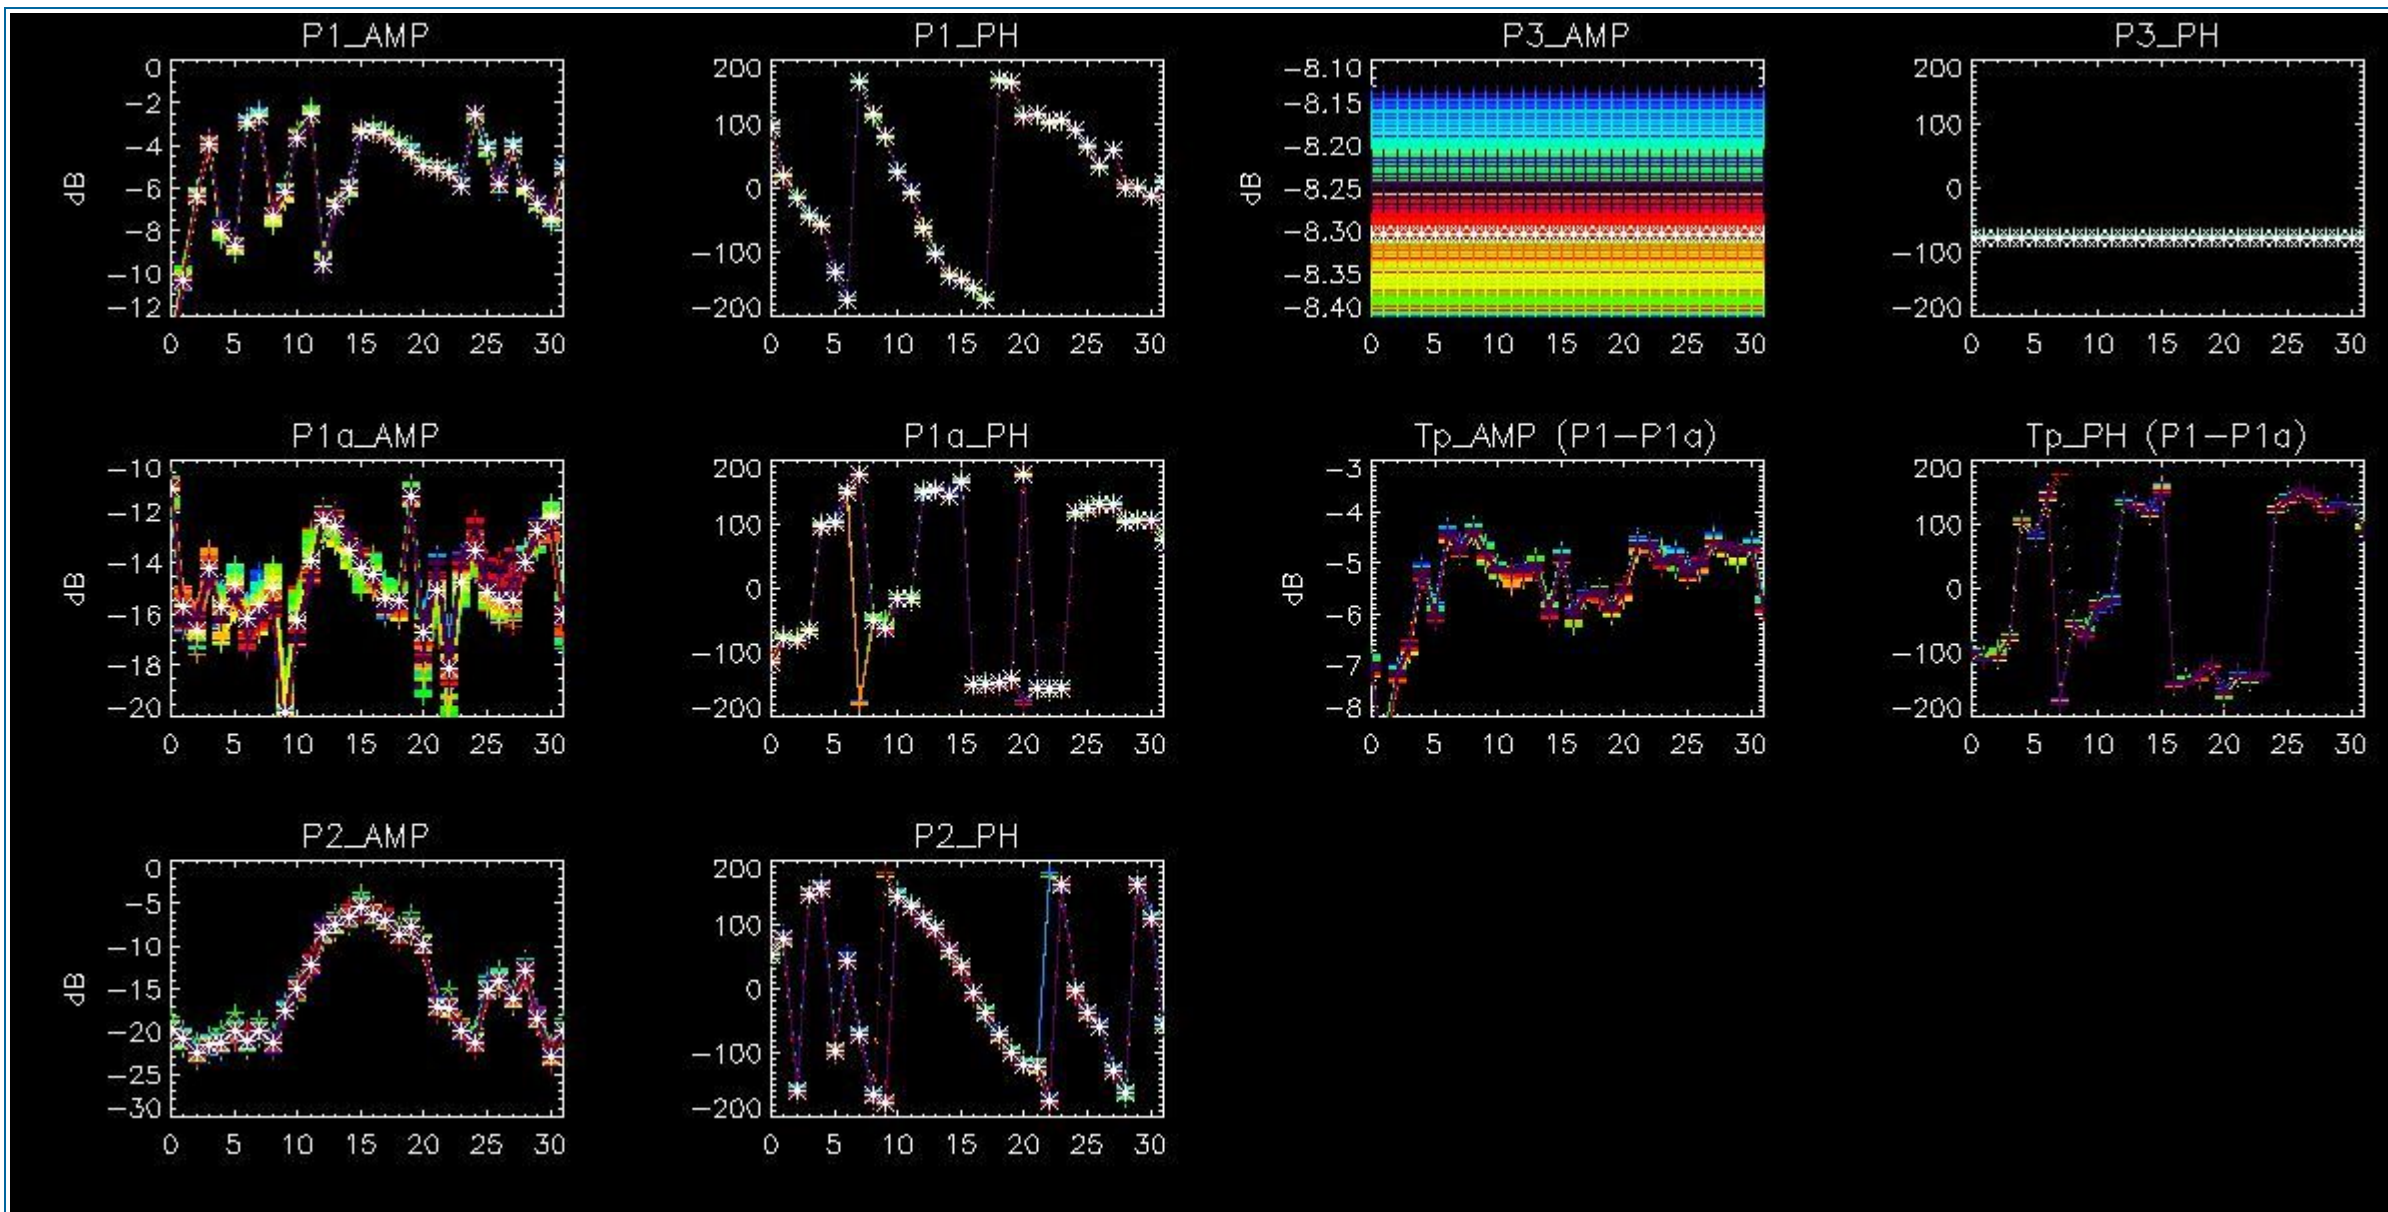 P1_AMP P1_PH P3_AMP P3_PH
0 200 -8.10 200
-2 100 -8.15 100
-4 0 -8.20 0
-6 -100 -8.25 -100
-8 -200 -8.30 -200
-10 -8.35
-12 -8.40
dB dB
0 5 10 15 20 25 30 0 5 10 15 20 25 30 0 5 10 15 20 25 30 0 5 10 15 20 25 30
P1a_AMP P1a_PH Tp_AMP (P1-P1a) Tp_PH (P1-P1a)
-10 200 -3 200
-12 100 -4 100
-14 0 -5 0
-16 -100 -6 -100
-18 -200 -7 -200
-20 -8
dB dB
0 5 10 15 20 25 30 0 5 10 15 20 25 30 0 5 10 15 20 25 30 0 5 10 15 20 25 30
P2_AMP P2_PH
0 200
-5 100
-10 0
-15 -100
-20 -200
-25
-30
dB
0 5 10 15 20 25 30 0 5 10 15 20 25 30